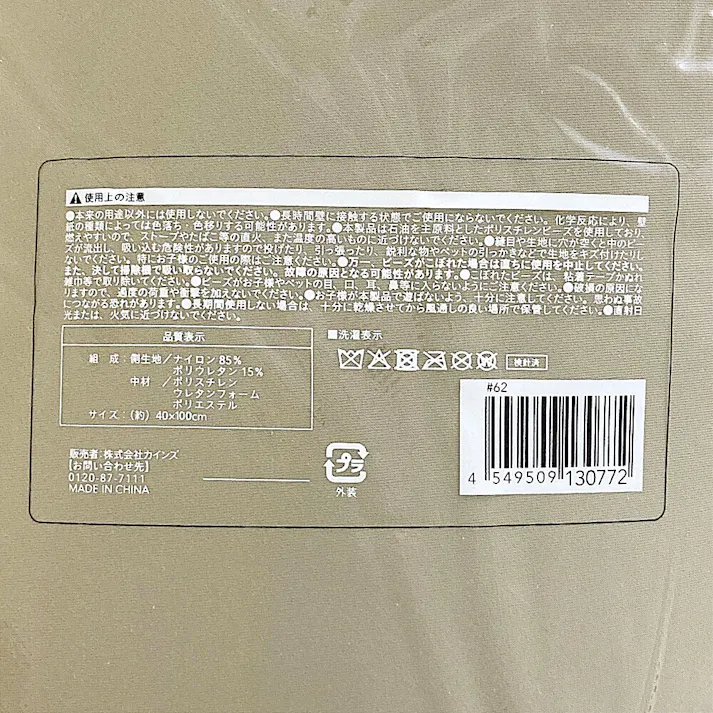 ⚠使用上の注意
●本来の用途以外には使用しないでください。●長時間壁に接触する状態でご使用にならないでください。化学反応により、壁
紙の種類によっては色落ち・色移りする可能性があります。●本製品は石油を主原料としたポリスチレンビーズを使用しており、
燃えやすいので、ストーブやたばこ等の直火、また温度の高いものに近づけないでください。●縫目や生地に穴が空くと中のビー
ズが流出し、吸い込む危険性がありますので投げたり、引っ張ったり、鋭利な物やペットの引っかきなどで生地をキズ付けたりし
ないでください。特にお子様のご使用の際はご注意ください。●万一、ビーズがこぼれた場合は直ちに使用を中止してください。
また、決して掃除機で吸い取らないでください。故障の原因となる可能性があります。●こぼれたビーズは、粘着テープかぬれ
雑巾等で取り除いてください。●ビーズがお子様やペットの目、口、耳、鼻等に入らないようにご注意ください。●破損の原因にな
りますので、過度の荷重や衝撃を加えないでください。●お子様が本製品で遊ばないよう、十分に注意してください。思わぬ事故
につながる恐れがあります。●長期間使用しない場合は、十分に乾燥させてから風通しの良い場所で保管してください。●直射日
光または、火気に近づけないでください。
品質表示
組 成：側生地／ナイロン 85%
ポリウレタン 15%
中材 ／ポリスチレン
ウレタンフォーム
ポリエステル
サイズ：（約）40×100cm
■洗濯表示
検針済
販売者：株式会社カインズ
【お問い合わせ先】
0120-87-7111
MADE IN CHINA
プラ
外装
#62
4 549509 130772